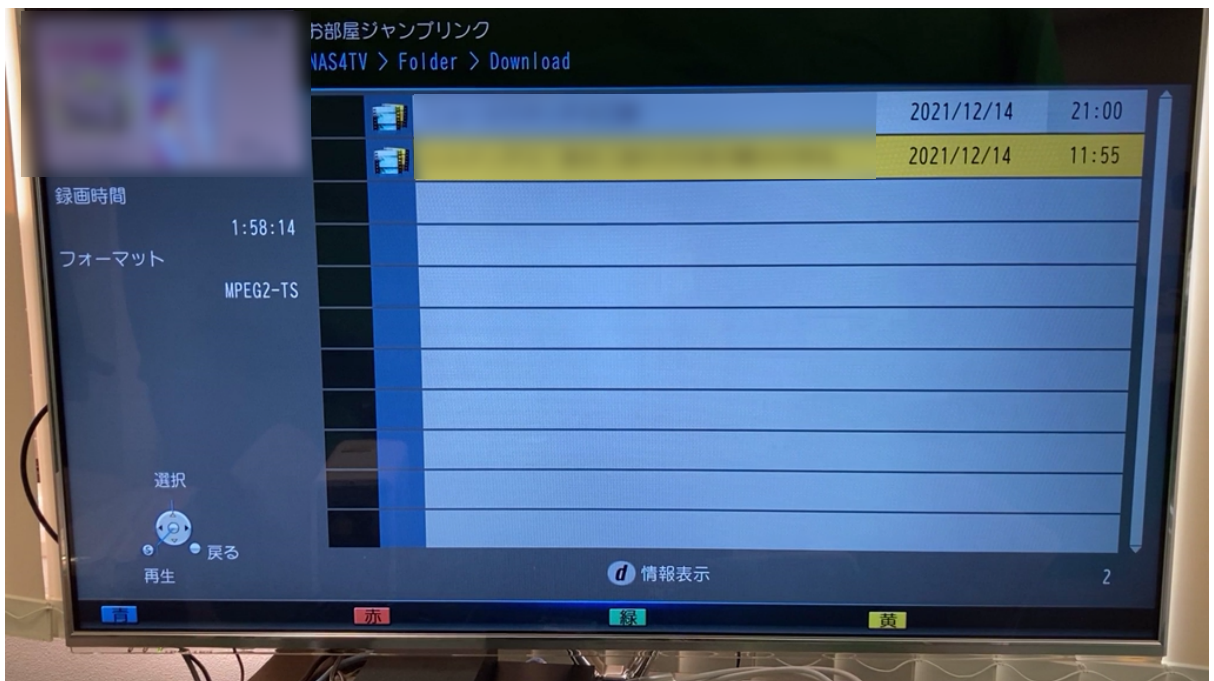 お部屋ジャンプリンク
NAS4TV > Folder > Download
2021/12/14 21:00
2021/12/14 11:55
録画時間
1:58:14
フォーマット
MPEG2-TS
選択
戻る
S
再生
d 情報表示
2
青 赤 緑 黄